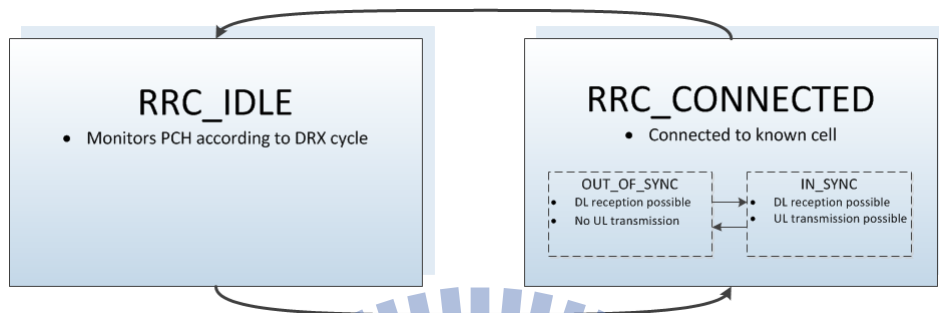 RRC_IDLE
• Monitors PCH according to DRX cycle
RRC_CONNECTED
• Connected to known cell
OUT_OF_SYNC
• DL reception possible
• No UL transmission
IN_SYNC
• DL reception possible
• UL transmission possible